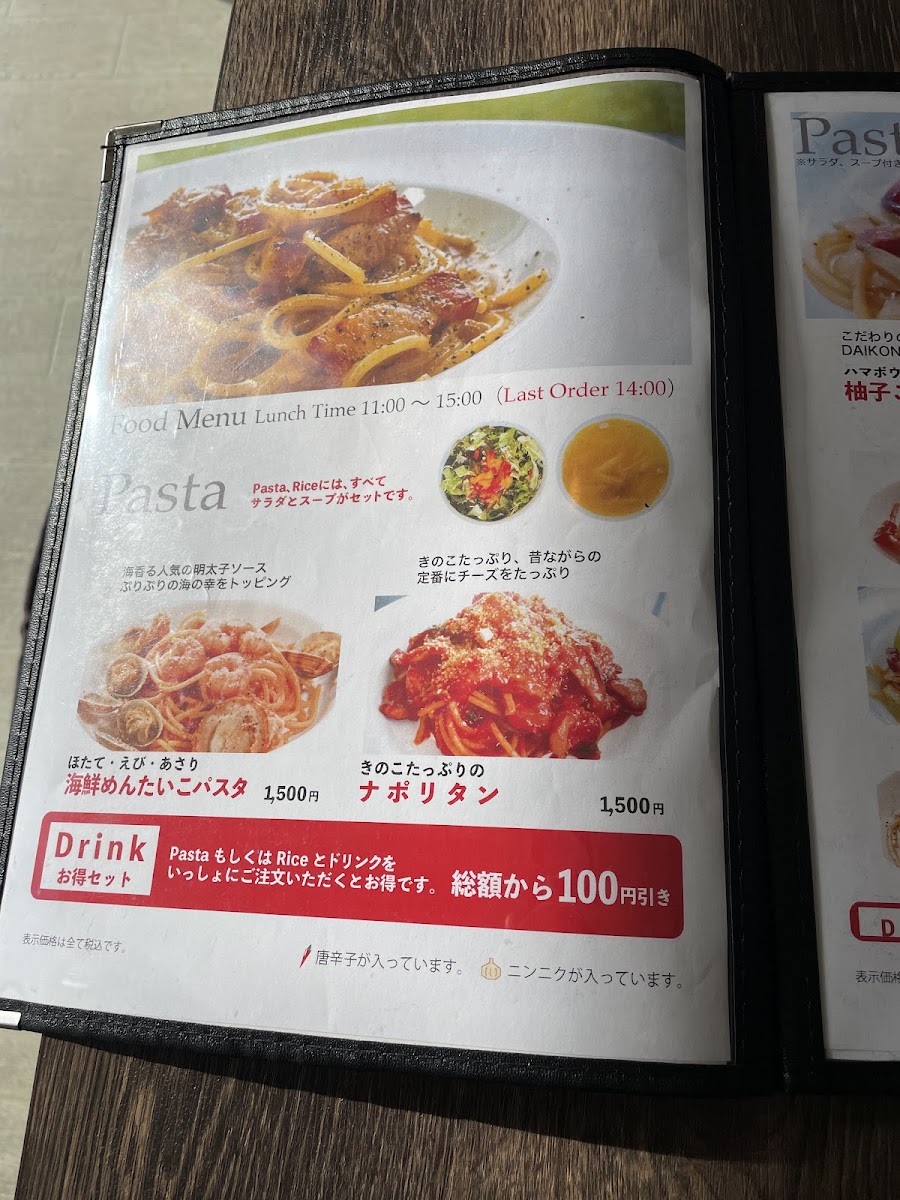 Food Menu Lunch Time 11:00 ～ 15:00（Last Order 14:00）
Pasta
Pasta、Riceには、すべて
サラダとスープがセットです。
海香る人気の明太子ソース
ぷりぷりの海の幸をトッピング
きのこたっぷり、昔ながらの
定番にチーズをたっぷり
ほたて・えび・あさり
海鮮めんたいこパスタ 1,500円
きのこたっぷりの
ナポリタン 1,500円
Drink
お得セット
Pasta もしくは Rice とドリンクを
いっしょにご注文いただくとお得です。
総額から100円引き
表示価格は全て税込です。
唐辛子が入っています。
ニンニクが入っています。
Past
※サラダ、スープ付き
こだわりの
DAIKON
ハマボウ
柚子こ
D
表示価格